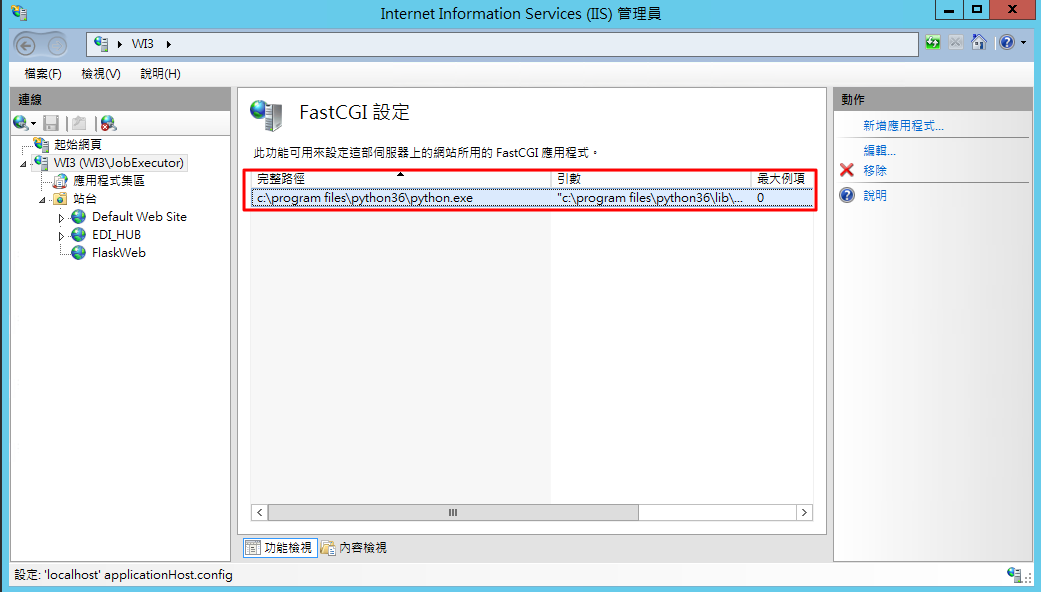 Internet Information Services (IIS) 管理員
WI3
檔案(F) 檢視(V) 說明(H)
連線
起始網頁
WI3 (WI3\JobExecutor)
應用程式集區
站台
Default Web Site
EDI_HUB
FlaskWeb
FastCGI 設定
此功能可用來設定這部伺服器上的網站所用的 FastCGI 應用程式。
完整路徑 引數 最大例項
c:\program files\python36\python.exe "c:\program files\python36\lib\... 0
功能檢視 內容檢視
動作
新增應用程式...
編輯...
移除
說明
設定: 'localhost' applicationHost.config